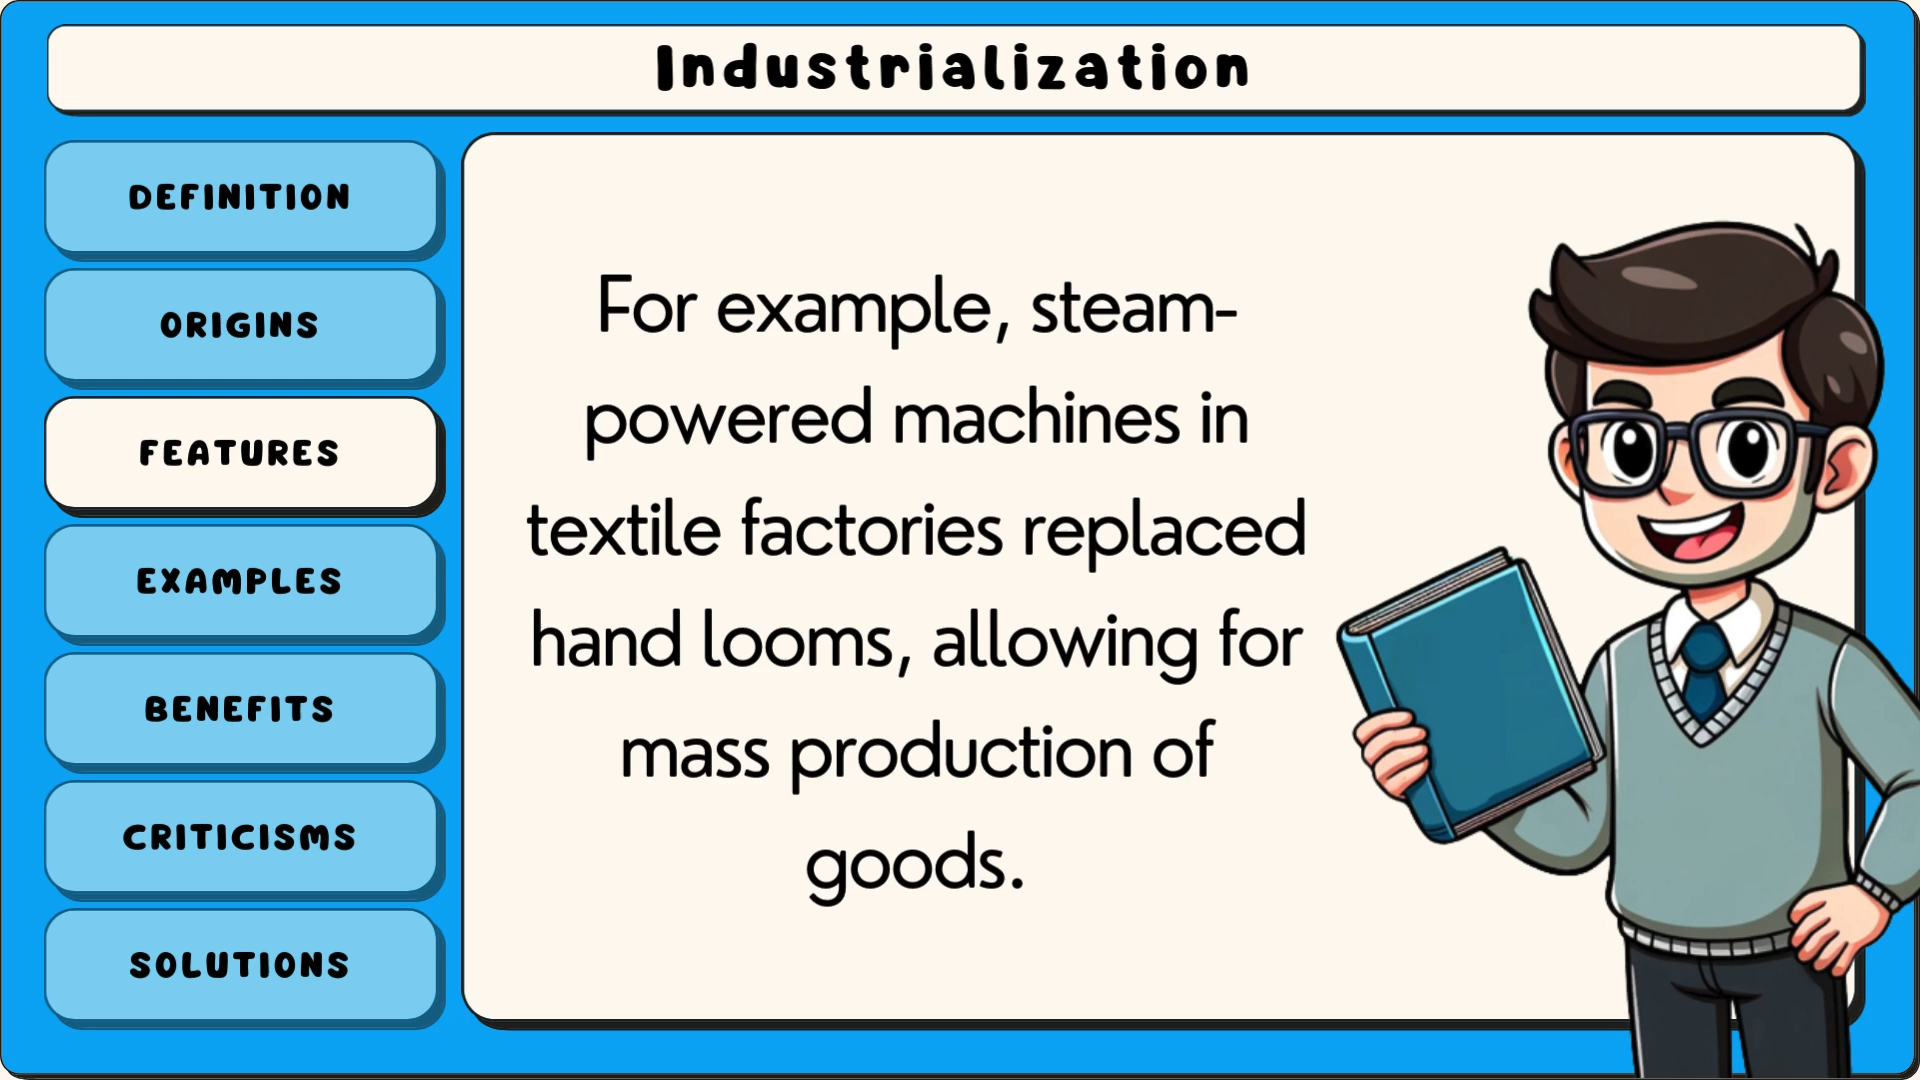 Industrialization
DEFINITION
ORIGINS
FEATURES
EXAMPLES
BENEFITS
CRITICISMS
SOLUTIONS
For example, steam-
powered machines in
textile factories replaced
hand looms, allowing for
mass production of
goods.